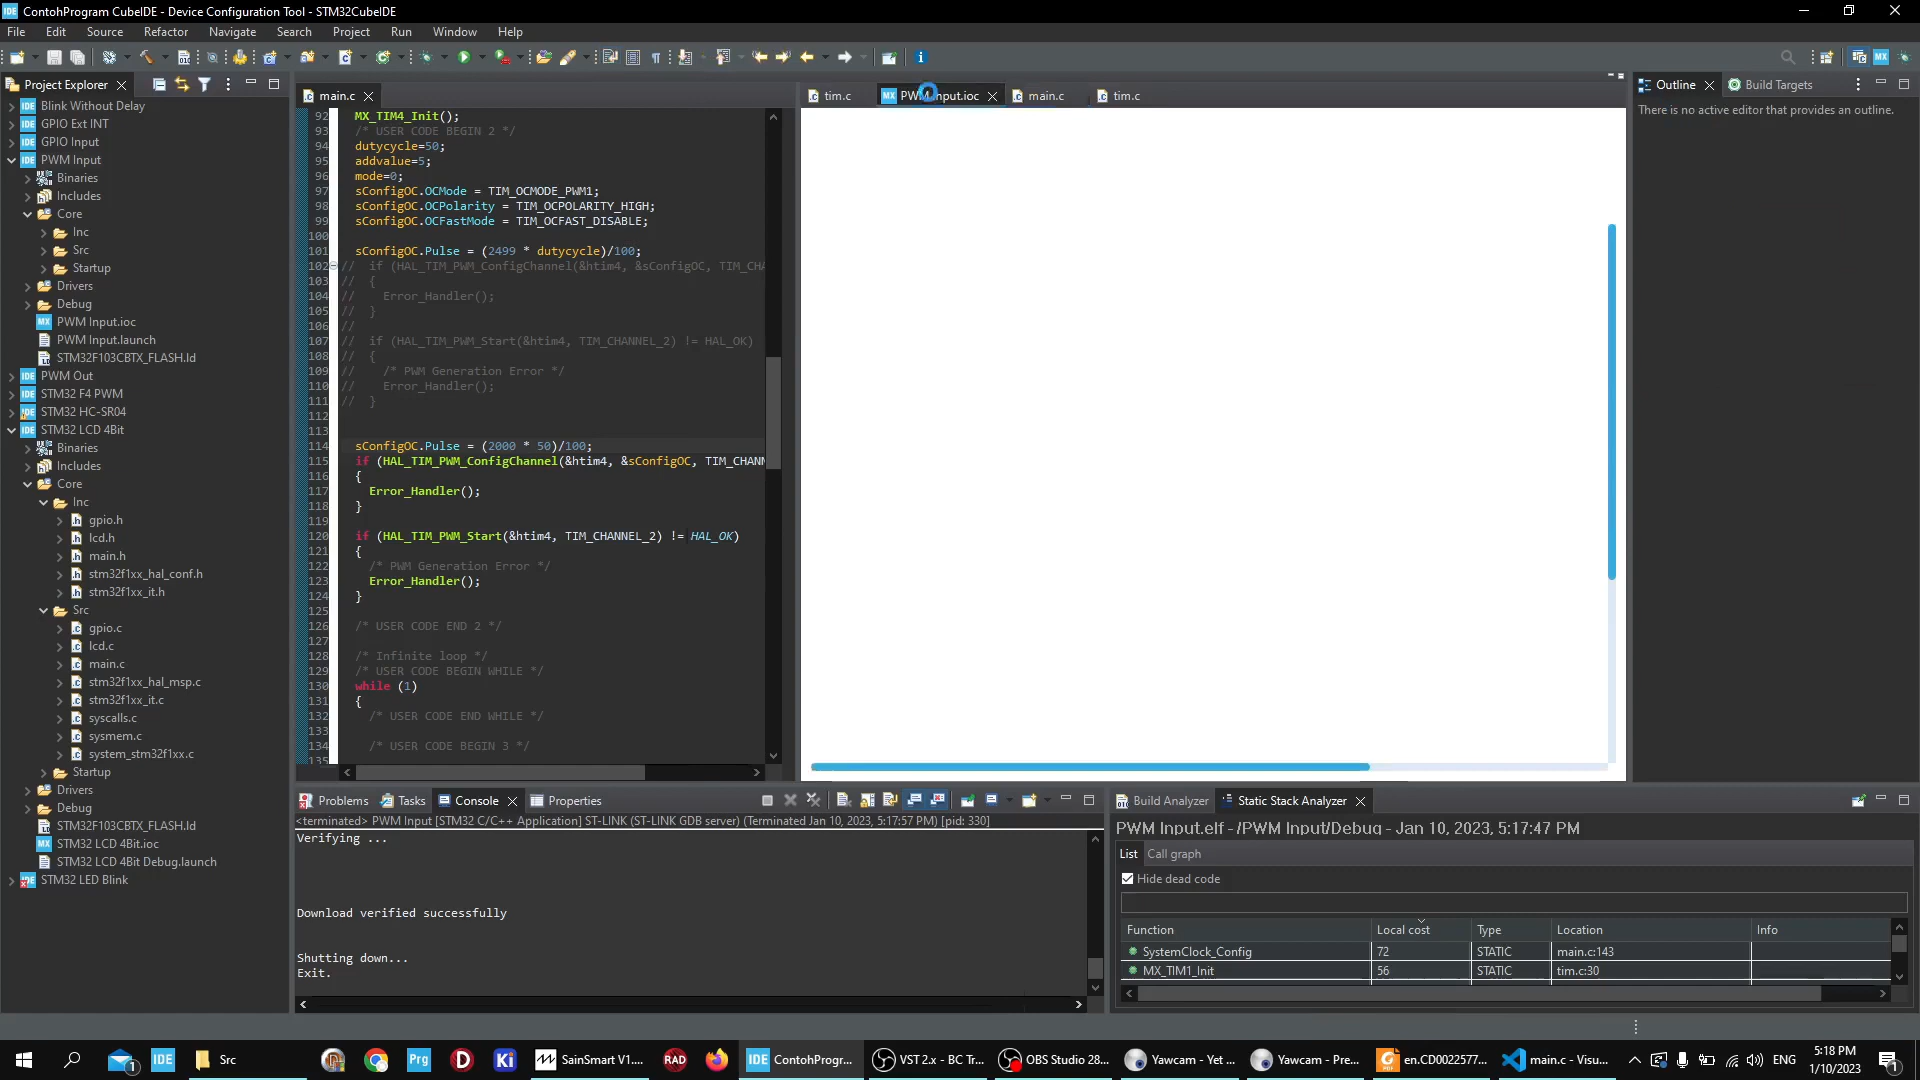 IDE ContohProgram CubeIDE - Device Configuration Tool - STM32CubeIDE
File Edit Source Refactor Navigate Search Project Run Window Help
Project Explorer
Blink Without Delay
GPIO Ext INT
GPIO Input
PWM Input
Binaries
Includes
Core
Inc
Src
Startup
Drivers
Debug
PWM Input.ioc
PWM Input.launch
STM32F103CBTX_FLASH.ld
PWM Out
STM32 F4 PWM
STM32 HC-SR04
STM32 LCD 4Bit
Binaries
Includes
Core
Inc
gpio.h
lcd.h
main.h
stm32f1xx_hal_conf.h
stm32f1xx_it.h
Src
gpio.c
lcd.c
main.c
stm32f1xx_hal_msp.c
stm32f1xx_it.c
syscalls.c
sysmem.c
system_stm32f1xx.c
Startup
Drivers
Debug
STM32F103CBTX_FLASH.ld
STM32 LCD 4Bit.ioc
STM32 LCD 4Bit Debug.launch
STM32 LED Blink
main.c
92 MX_TIM4_Init();
93 /* USER CODE BEGIN 2 */
94 dutycycle=50;
95 addvalue=5;
96 mode=0;
97 sConfigOC.OCMode = TIM_OCMODE_PWM1;
98 sConfigOC.OCPolarity = TIM_OCPOLARITY_HIGH;
99 sConfigOC.OCFastMode = TIM_OCFAST_DISABLE;
100
101 sConfigOC.Pulse = (2499 * dutycycle)/100;
102 // if (HAL_TIM_PWM_ConfigChannel(&htim4, &sConfigOC, TIM_CHA
103 // {
104 // Error_Handler();
105 // }
106 //
107 // if (HAL_TIM_PWM_Start(&htim4, TIM_CHANNEL_2) != HAL_OK)
108 // {
109 // /* PWM Generation Error */
110 // Error_Handler();
111 // }
112
113
114 sConfigOC.Pulse = (2000 * 50)/100;
115 if (HAL_TIM_PWM_ConfigChannel(&htim4, &sConfigOC, TIM_CHANN
116 {
117 Error_Handler();
118 }
119
120 if (HAL_TIM_PWM_Start(&htim4, TIM_CHANNEL_2) != HAL_OK)
121 {
122 /* PWM Generation Error */
123 Error_Handler();
124 }
125
126 /* USER CODE END 2 */
127
128 /* Infinite loop */
129 /* USER CODE BEGIN WHILE */
130 while (1)
131 {
132 /* USER CODE END WHILE */
133
134 /* USER CODE BEGIN 3 */
135
tim.c MX PWM Input.ioc main.c tim.c
Outline Build Targets
There is no active editor that provides an outline.
Problems Tasks Console Properties
<terminated> PWM Input [STM32 C/C++ Application] ST-LINK (ST-LINK GDB server) (Terminated Jan 10, 2023, 5:17:57 PM) [pid: 330]
Verifying ...
Download verified successfully
Shutting down...
Exit.
Build Analyzer Static Stack Analyzer
PWM Input.elf - /PWM Input/Debug - Jan 10, 2023, 5:17:47 PM
List Call graph
Hide dead code
Function Local cost Type Location Info
SystemClock_Config 72 STATIC main.c:143
MX_TIM1_Init 56 STATIC tim.c:30
1 IDE Src Prg D Ki SainSmart V1.... RAD IDE ContohProgr... VST 2.x - BC Tr... OBS Studio 28... Yawcam - Yet ... Yawcam - Pre... en.CD0022577... main.c - Visu... ENG 5:18 PM
1/10/2023 1